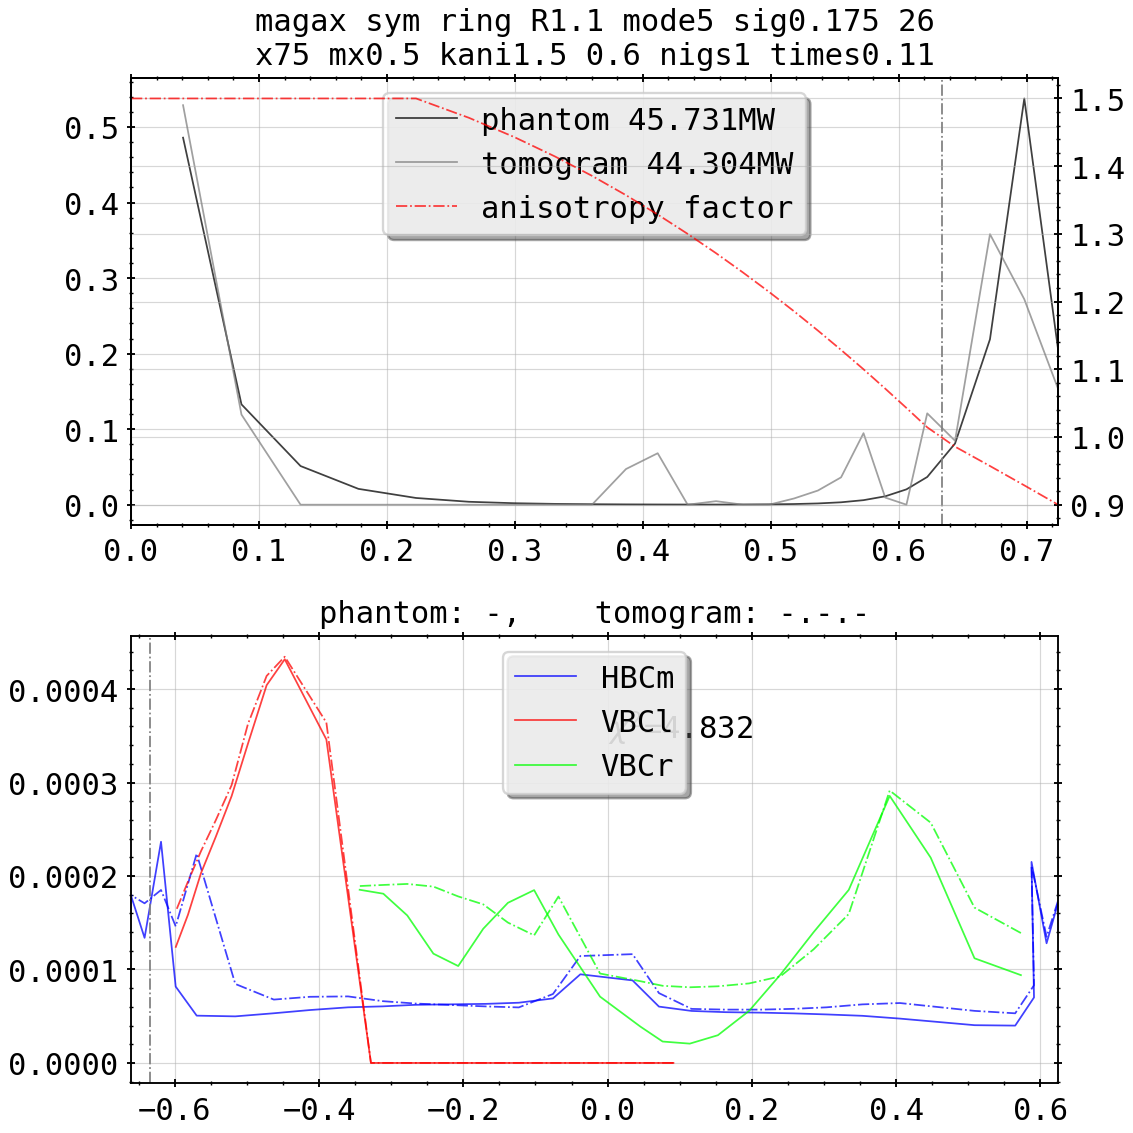 magax sym ring R1.1 mode5 sig0.175 26
x75 mx0.5 kani1.5 0.6 nigs1 times0.11
phantom 45.731MW
tomogram 44.304MW
anisotropy factor
0.5
0.4
0.3
0.2
0.1
0.0
1.5
1.4
1.3
1.2
1.1
1.0
0.9
0.0 0.1 0.2 0.3 0.4 0.5 0.6 0.7
phantom: -,    tomogram: -.-.-
HBCm
VBCl
VBCr
=4.832
0.0004
0.0003
0.0002
0.0001
0.0000
−0.6 −0.4 −0.2 0.0 0.2 0.4 0.6